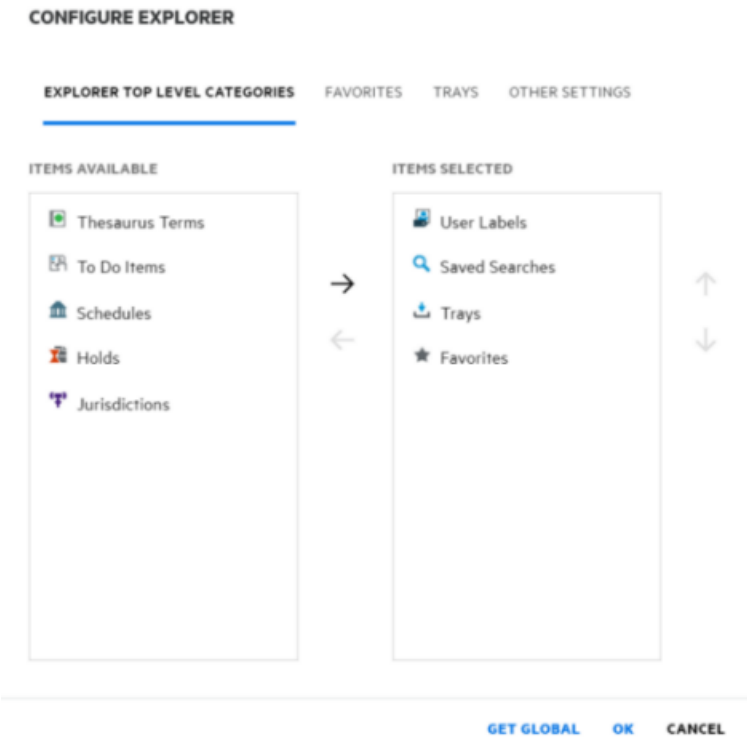 CONFIGURE EXPLORER
EXPLORER TOP LEVEL CATEGORIES FAVORITES TRAYS OTHER SETTINGS
ITEMS AVAILABLE
Thesaurus Terms
To Do Items
Schedules
Holds
Jurisdictions
ITEMS SELECTED
User Labels
Saved Searches
Trays
Favorites
GET GLOBAL OK CANCEL